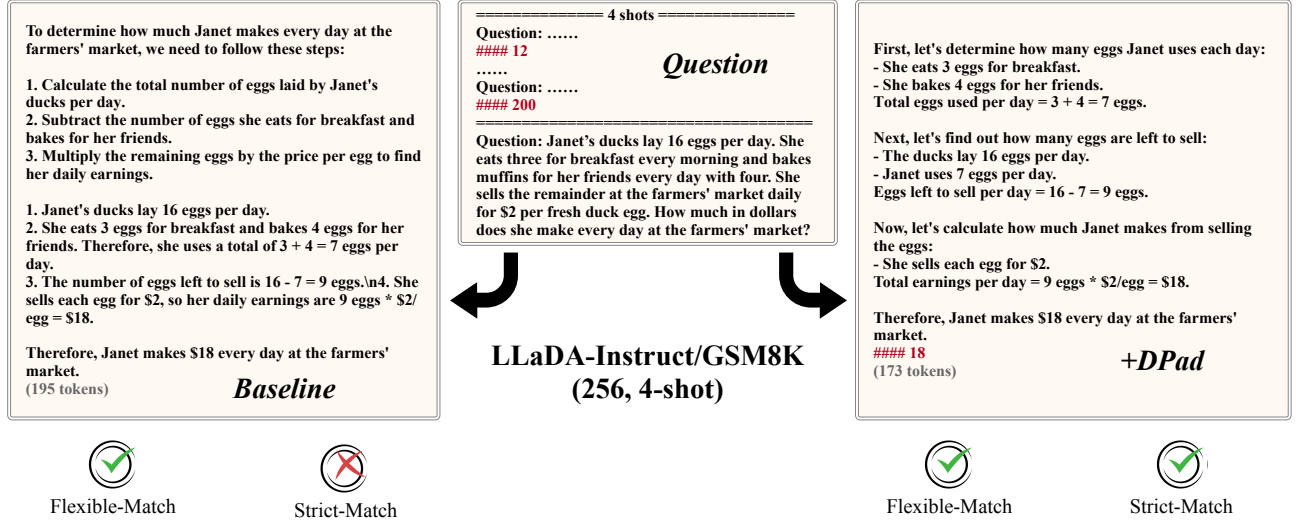 To determine how much Janet makes every day at the
farmers' market, we need to follow these steps:
1. Calculate the total number of eggs laid by Janet's
ducks per day.
2. Subtract the number of eggs she eats for breakfast and
bakes for her friends.
3. Multiply the remaining eggs by the price per egg to find
her daily earnings.
1. Janet's ducks lay 16 eggs per day.
2. She eats 3 eggs for breakfast and bakes 4 eggs for her
friends. Therefore, she uses a total of 3 + 4 = 7 eggs per
day.
3. The number of eggs left to sell is 16 - 7 = 9 eggs.\n4. She
sells each egg for $2, so her daily earnings are 9 eggs * $2/
egg = $18.
Therefore, Janet makes $18 every day at the farmers'
market.
(195 tokens)
Baseline
Flexible-Match
Strict-Match
============== 4 shots ===============
Question: ……
#### 12
……
Question: ……
#### 200
=====================================
Question
Question: Janet’s ducks lay 16 eggs per day. She
eats three for breakfast every morning and bakes
muffins for her friends every day with four. She
sells the remainder at the farmers' market daily
for $2 per fresh duck egg. How much in dollars
does she make every day at the farmers' market?
LLaDA-Instruct/GSM8K
(256, 4-shot)
First, let's determine how many eggs Janet uses each day:
- She eats 3 eggs for breakfast.
- She bakes 4 eggs for her friends.
Total eggs used per day = 3 + 4 = 7 eggs.
Next, let's find out how many eggs are left to sell:
- The ducks lay 16 eggs per day.
- Janet uses 7 eggs per day.
Eggs left to sell per day = 16 - 7 = 9 eggs.
Now, let's calculate how much Janet makes from selling
the eggs:
- She sells each egg for $2.
Total earnings per day = 9 eggs * $2/egg = $18.
Therefore, Janet makes $18 every day at the farmers'
market.
#### 18
(173 tokens)
+DPad
Flexible-Match
Strict-Match